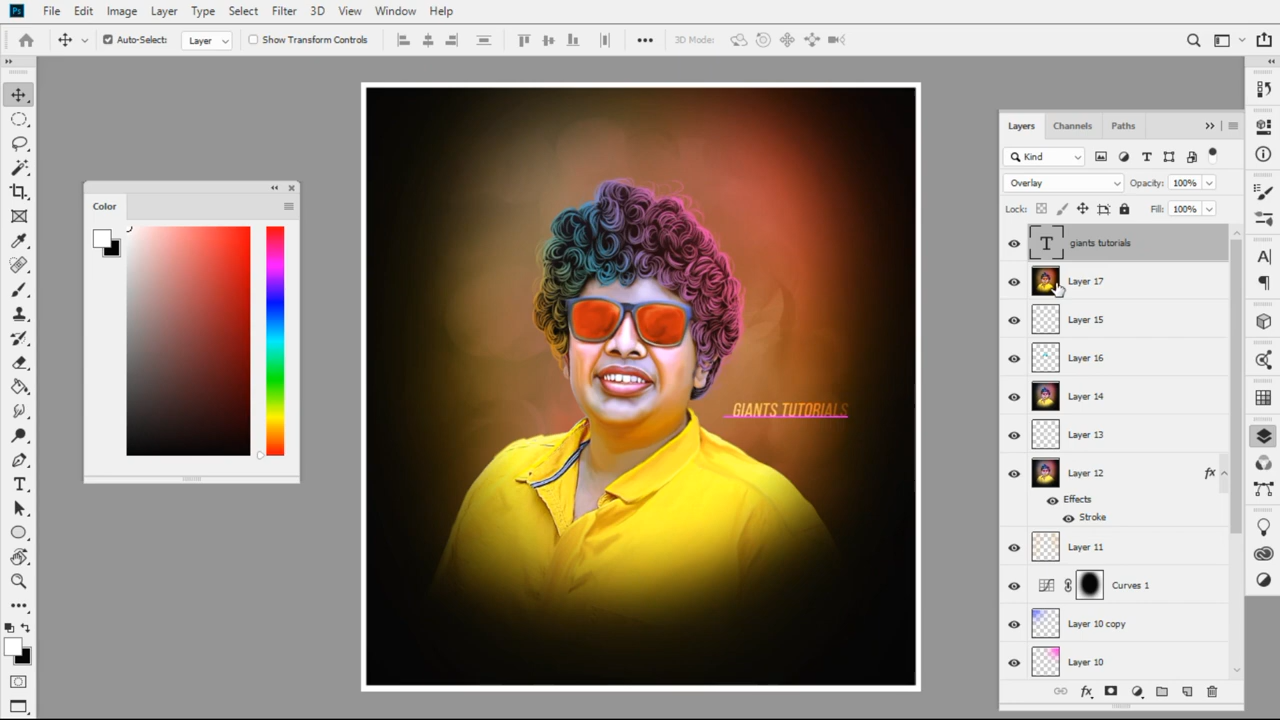 Ps File Edit Image Layer Type Select Filter 3D View Window Help
Auto-Select: Layer Show Transform Controls 3D Mode:
Color
Layers Channels Paths
Kind
Overlay Opacity: 100%
Lock: Fill: 100%
T giants tutorials
Layer 17
Layer 15
Layer 16
Layer 14
Layer 13
Layer 12 fx
Effects
Stroke
Layer 11
Curves 1
Layer 10 copy
Layer 10
fx
GIANTS TUTORIALS